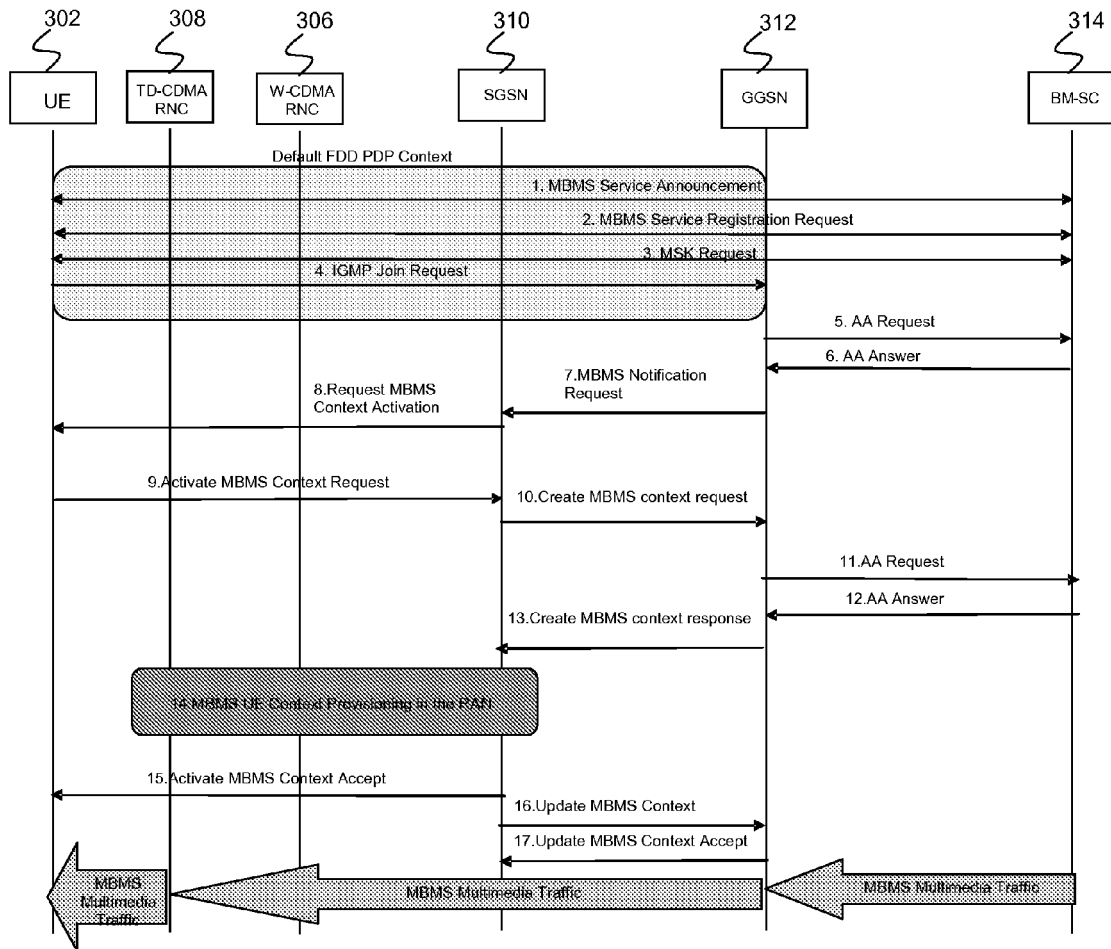 302
308
306
310
312
314
UE
TD-CDMA
RNC
W-CDMA
RNC
SGSN
GGSN
BM-SC
Default FDD PDP Context
1. MBMS Service Announcement
2. MBMS Service Registration Request
3. MSK Request
4. IGMP Join Request
5. AA Request
6. AA Answer
7.MBMS Notification
Request
8.Request MBMS
Context Activation
9.Activate MBMS Context Request
10.Create MBMS context request
11.AA Request
12.AA Answer
13.Create MBMS context response
14.MBMS UE Context Provisioning in the RAN
15.Activate MBMS Context Accept
16.Update MBMS Context
17.Update MBMS Context Accept
MBMS
Multimedia
Traffic
MBMS Multimedia Traffic
MBMS Multimedia Traffic